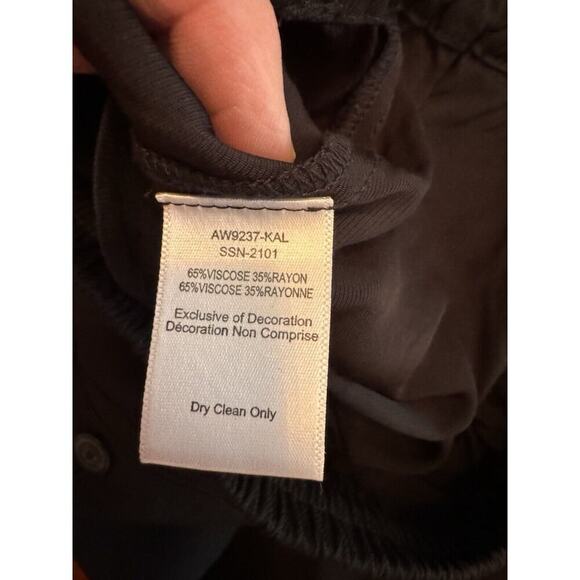 AW9237-KAL
SSN-2101
65%VISCOSE 35%RAYON
65%VISCOSE 35%RAYONNE
Exclusive of Decoration
Décoration Non Comprise
Dry Clean Only